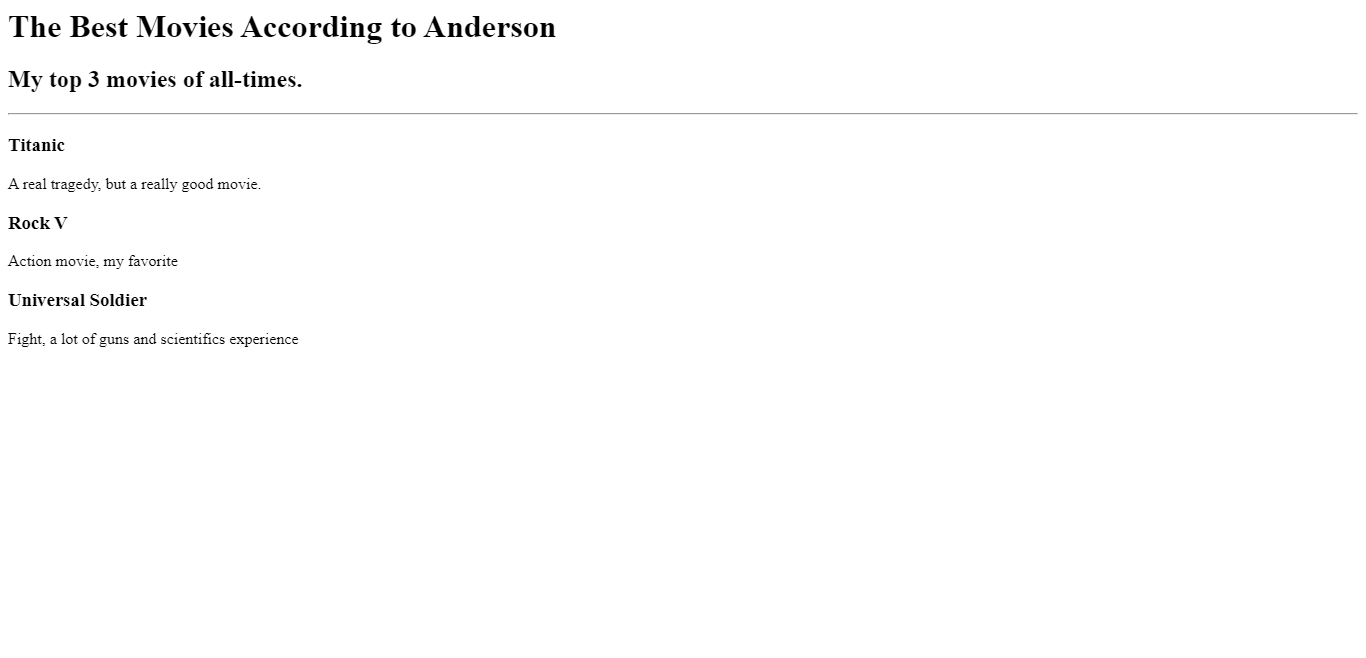 The Best Movies According to Anderson
My top 3 movies of all-times.
Titanic
A real tragedy, but a really good movie.
Rock V
Action movie, my favorite
Universal Soldier
Fight, a lot of guns and scientifics experience